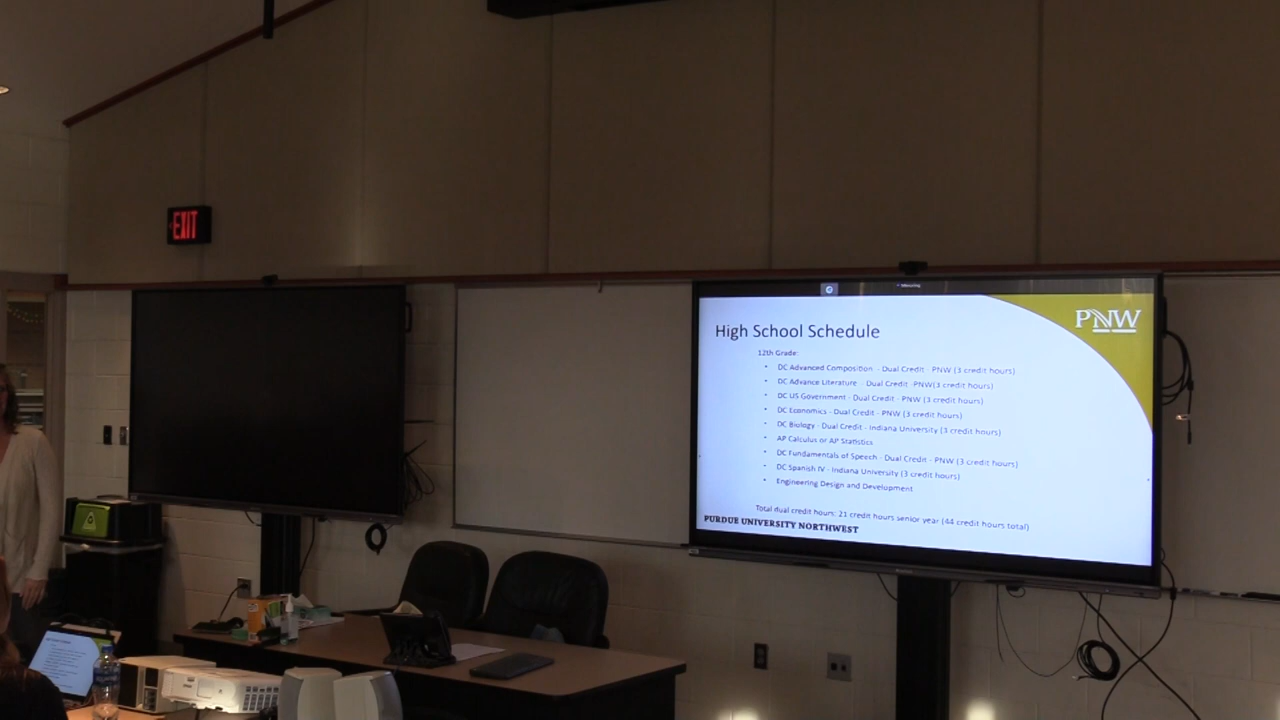 EXIT
Mirroring
PNW
High School Schedule
12th Grade:
• DC Advanced Composition - Dual Credit - PNW (3 credit hours)
• DC Advance Literature - Dual Credit -PNW(3 credit hours)
• DC US Government - Dual Credit - PNW (3 credit hours)
• DC Economics - Dual Credit - PNW (3 credit hours)
• DC Biology - Dual Credit - Indiana University (3 credit hours)
• AP Calculus or AP Statistics
• DC Fundamentals of Speech - Dual Credit - PNW (3 credit hours)
• DC Spanish IV - Indiana University (3 credit hours)
• Engineering Design and Development
Total dual credit hours: 21 credit hours senior year (44 credit hours total)
PURDUE UNIVERSITY NORTHWEST